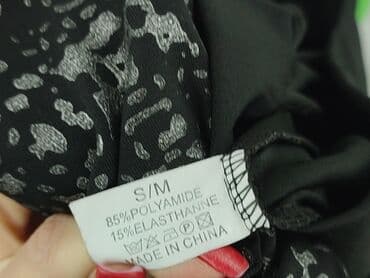 S/M
85%POLYAMIDE
15%ELASTHANNE
MADE IN CHINA